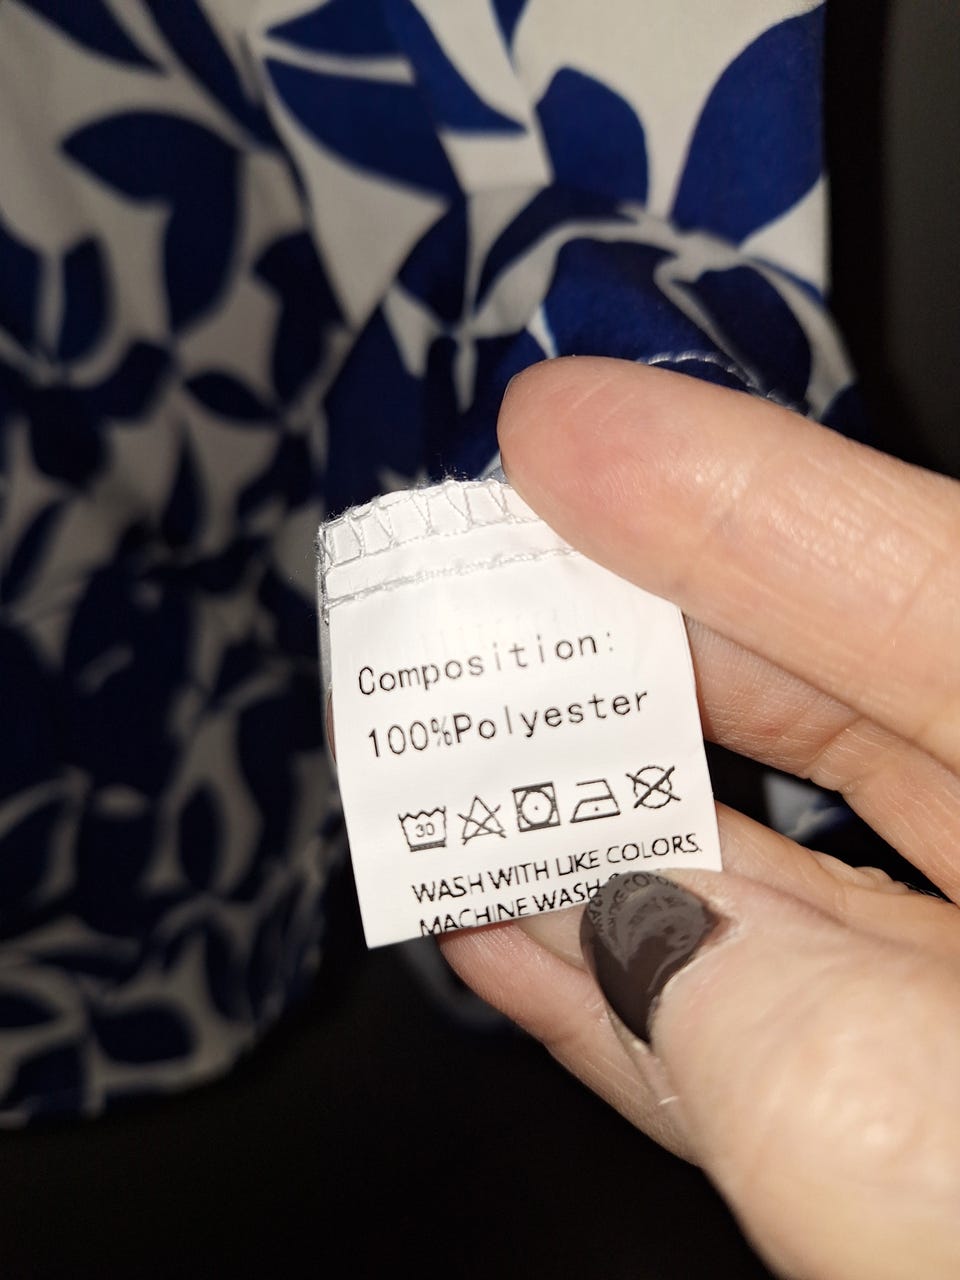 Composition:
100%Polyester
30
WASH WITH LIKE COLORS.
MACHINE WASH